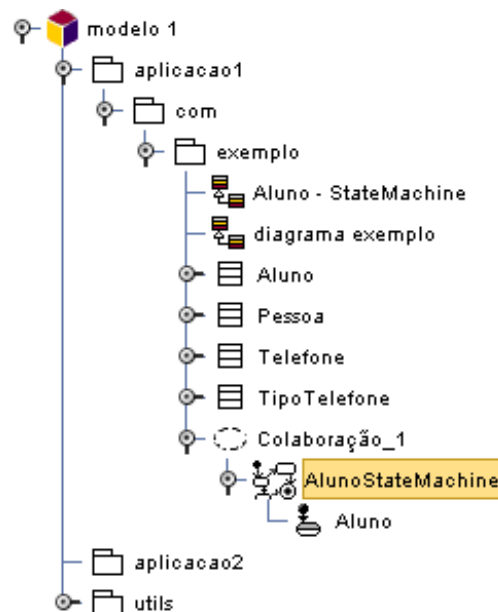 modelo 1
aplicacao1
com
exemplo
Aluno - StateMachine
diagrama exemplo
Aluno
Pessoa
Telefone
TipoTelefone
Colaboração_1
AlunoStateMachine
Aluno
aplicacao2
utils